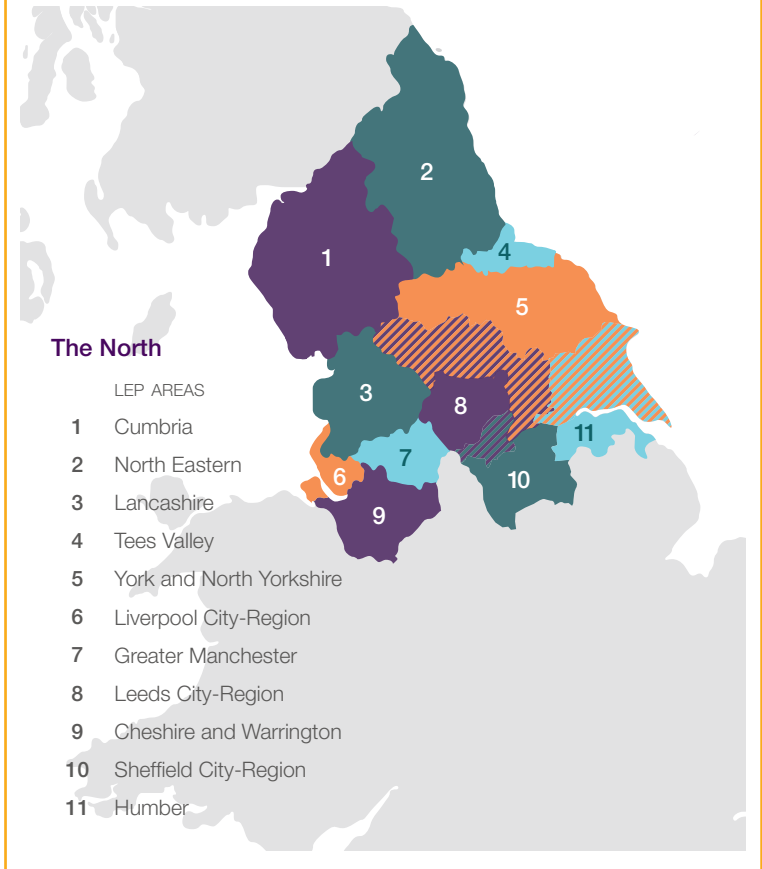 2
1
4
5
The North
LEP AREAS
3
8
1 Cumbria
11
2 North Eastern
7
6
10
3 Lancashire
9
4 Tees Valley
5 York and North Yorkshire
6 Liverpool City-Region
7 Greater Manchester
8 Leeds City-Region
9 Cheshire and Warrington
10 Sheffield City-Region
11 Humber